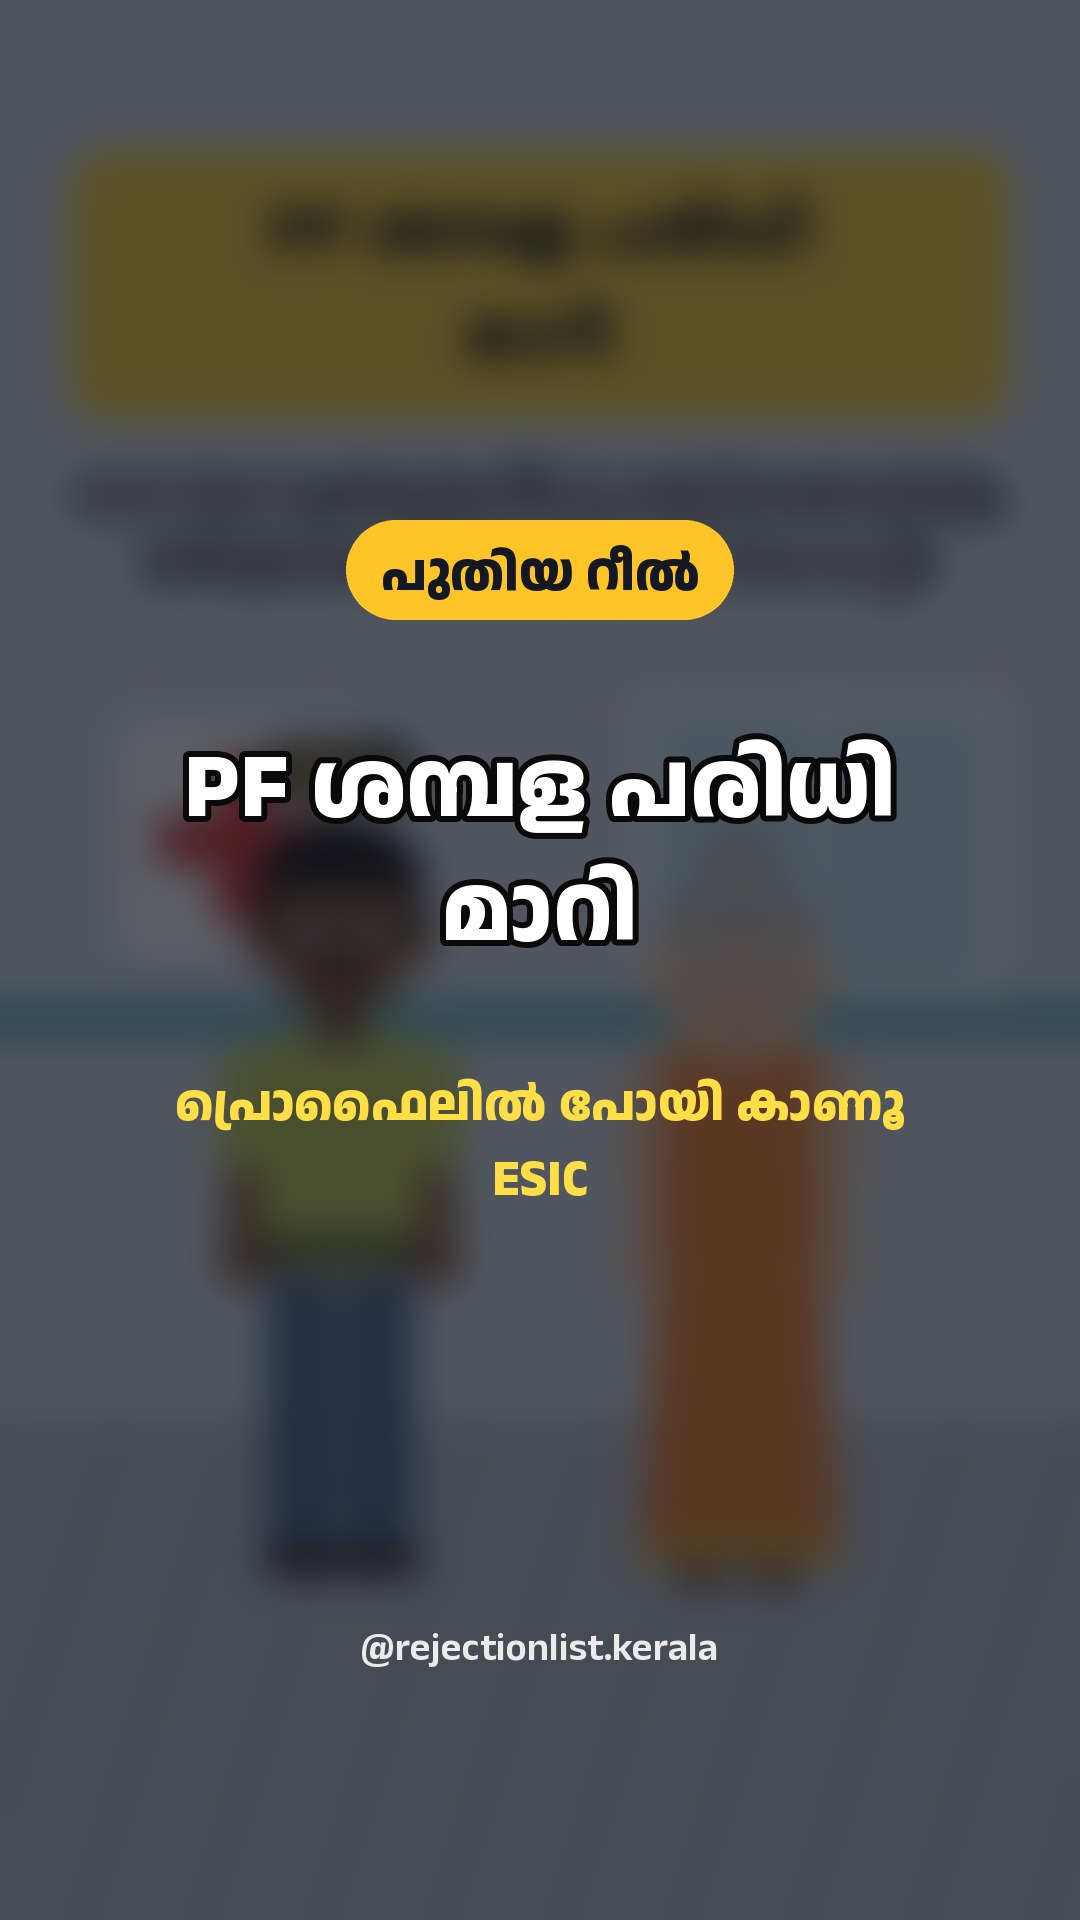 പുതിയ റീൽ
PF ശമ്പള പരിധി
മാറി
പ്രൊഫൈലിൽ പോയി കാണൂ
ESIC
@rejectionlist.kerala